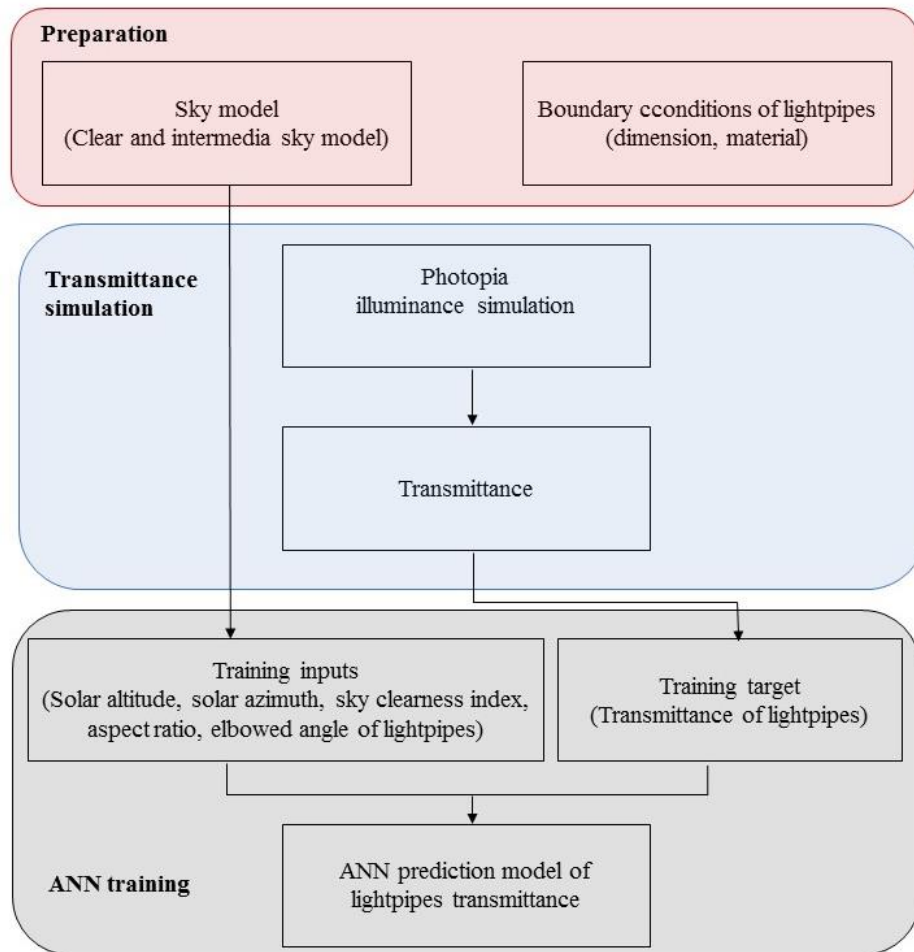 Preparation
Sky model
(Clear and intermedia sky model)
Boundary cconditions of lightpipes
(dimension, material)
Transmittance
simulation
Photopia
illuminance simulation
Transmittance
Training inputs
(Solar altitude, solar azimuth, sky clearness index,
aspect ratio, elbowed angle of lightpipes)
Training target
(Transmittance of lightpipes)
ANN training
ANN prediction model of
lightpipes transmittance